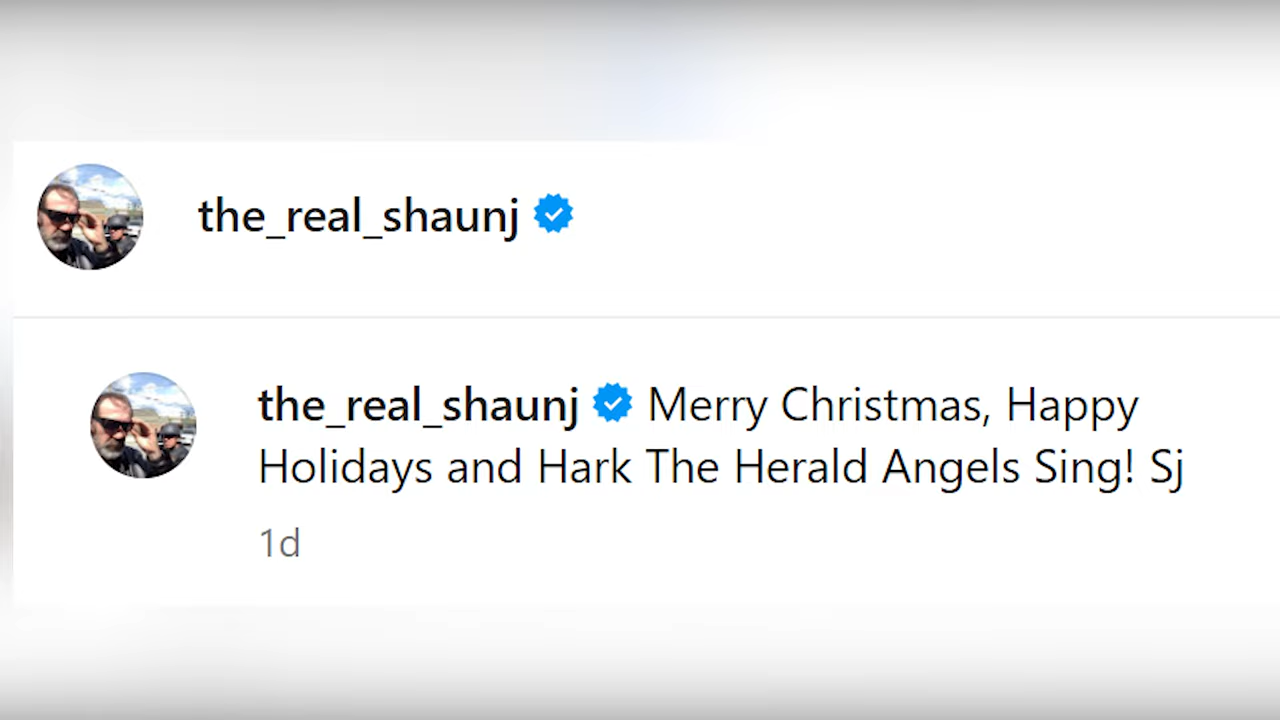 the_real_shaunj
the_real_shaunj Merry Christmas, Happy
Holidays and Hark The Herald Angels Sing! Sj
1d